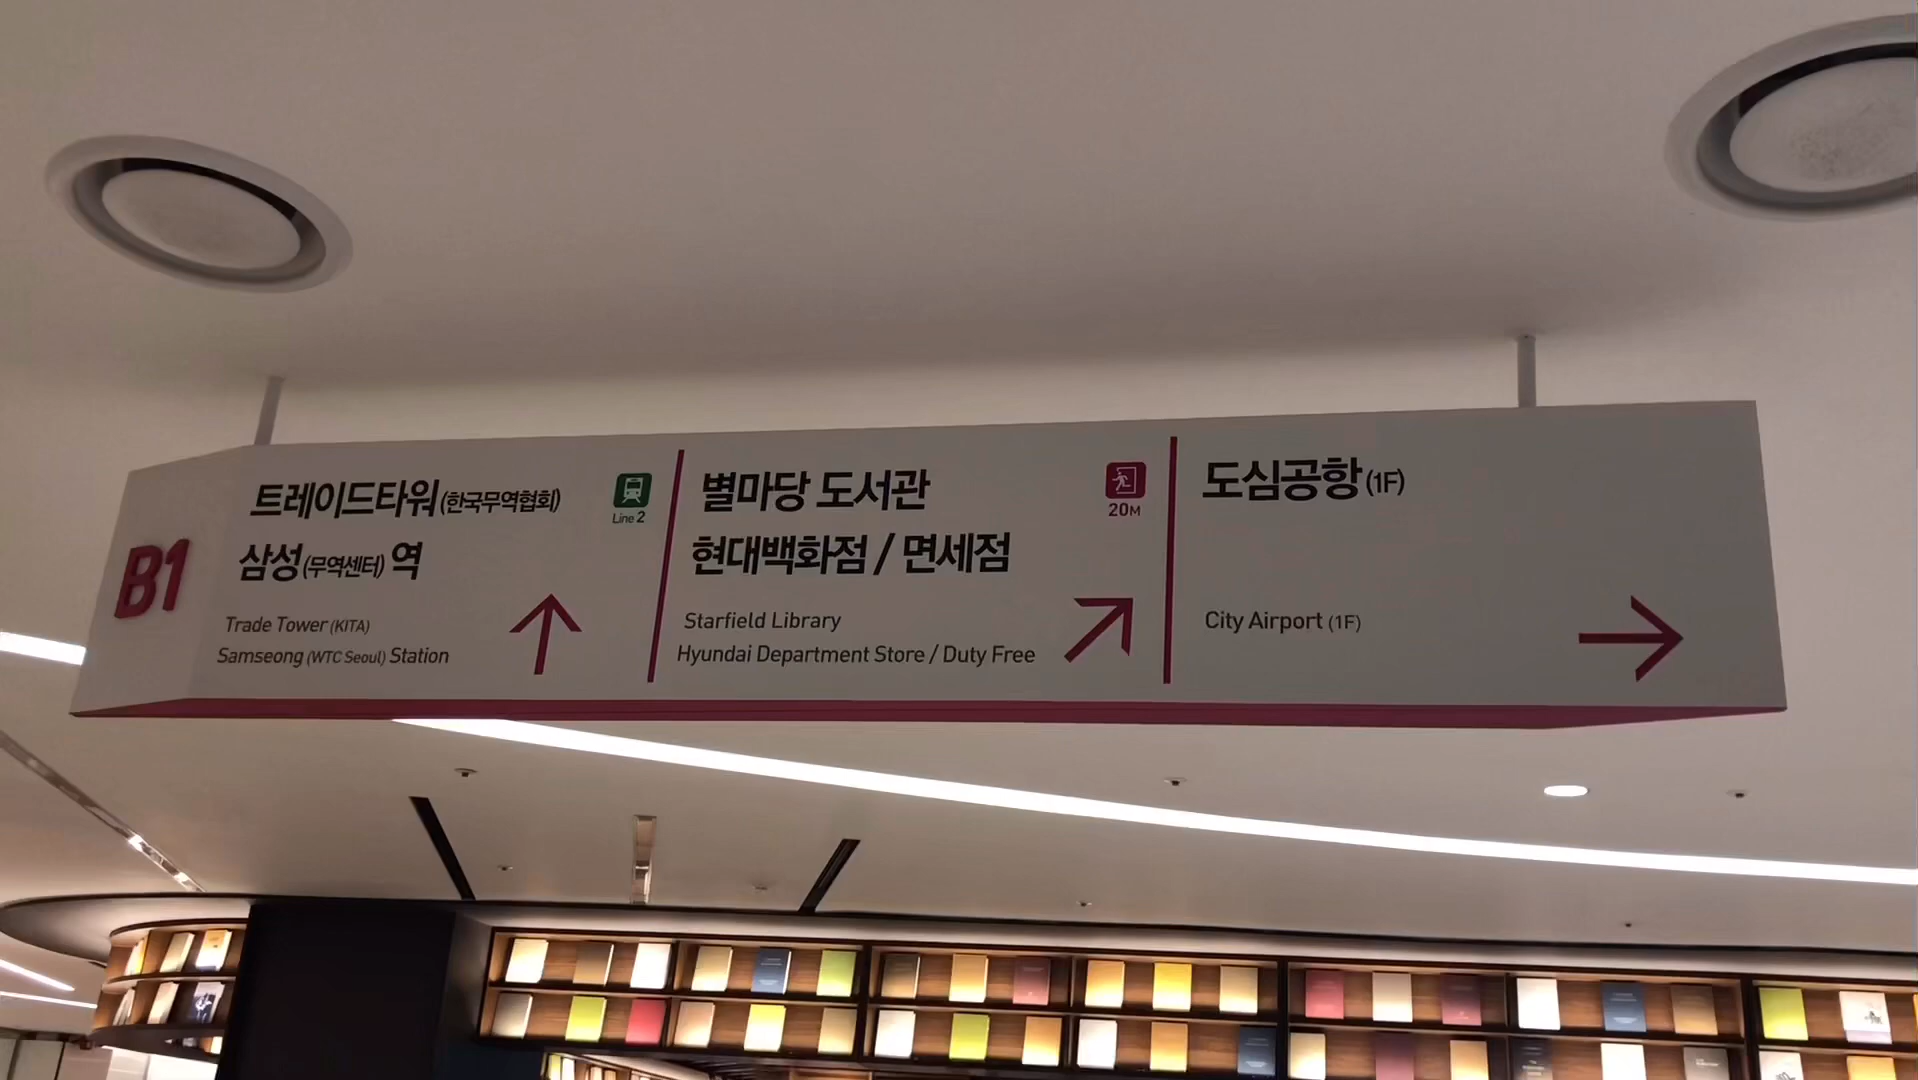 B1
트레이드타워(한국무역협회)
삼성(무역센터) 역
Line 2
Trade Tower (KITA)
Samseong (WTC Seoul) Station
별마당 도서관
현대백화점 / 면세점
20M
Starfield Library
Hyundai Department Store / Duty Free
도심공항(1F)
City Airport (1F)